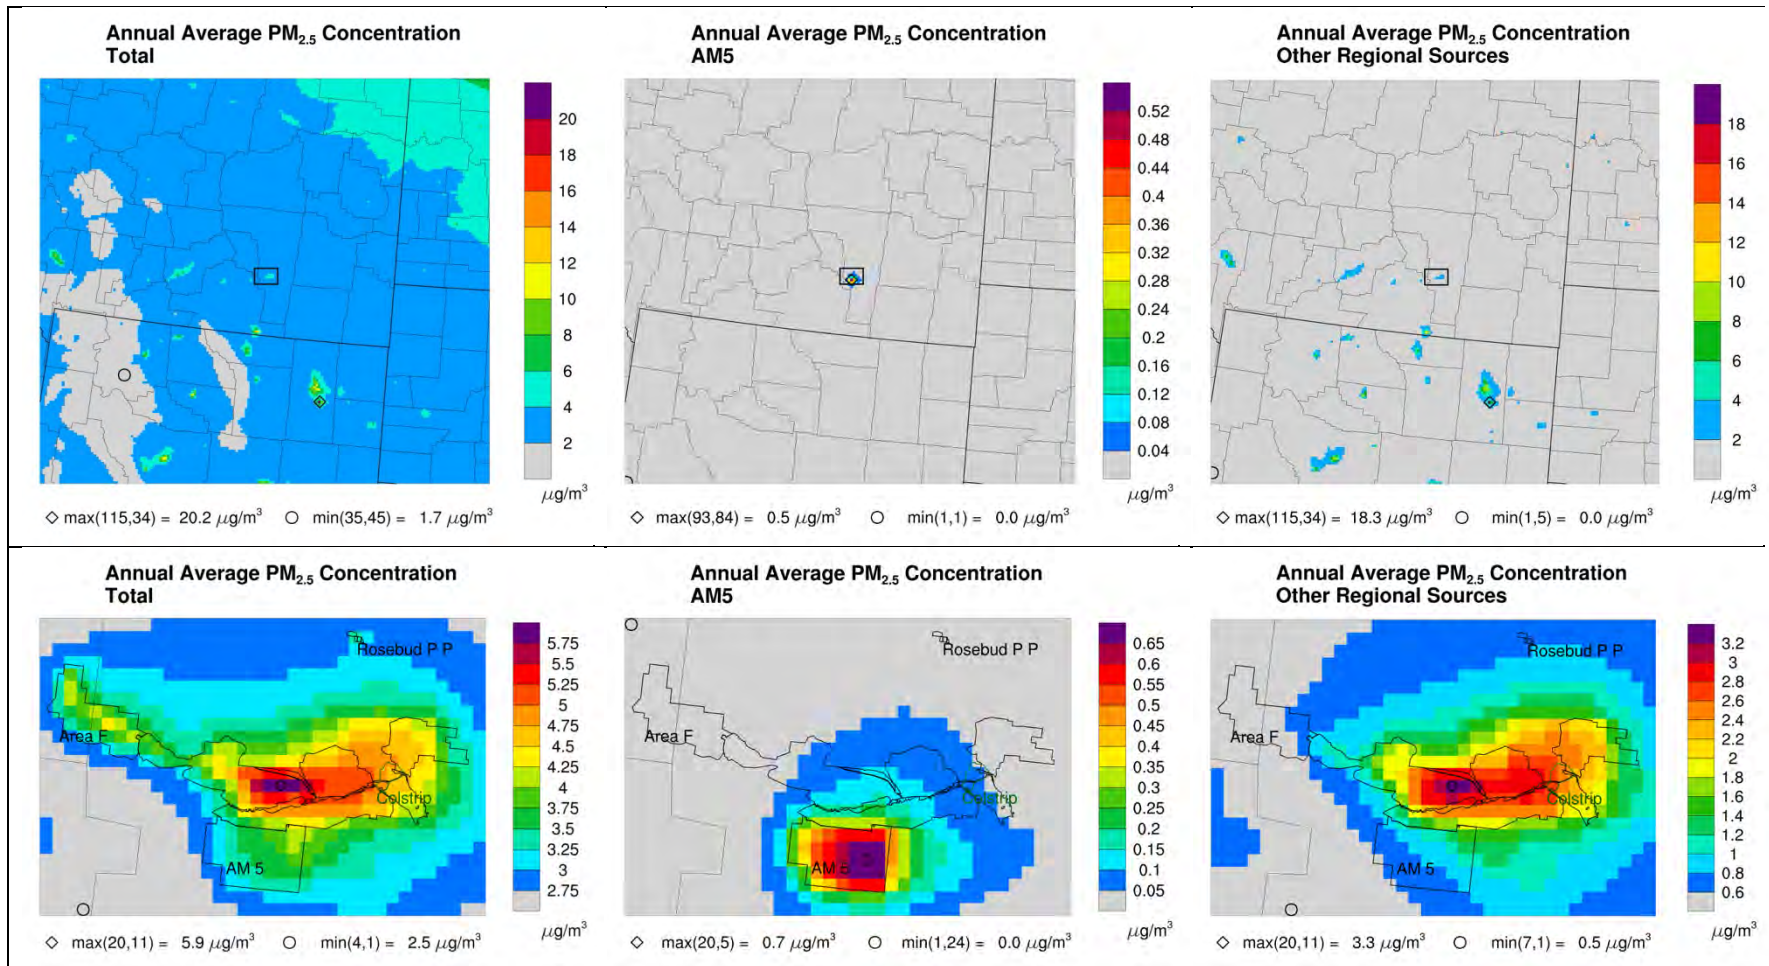 Annual Average PM2.5 Concentration
Total
20
18
16
14
12
10
8
6
4
2
μg/m³
max(115,34) = 20.2 μg/m³ min(35,45) = 1.7 μg/m³
Annual Average PM2.5 Concentration
AM5
0.52
0.48
0.44
0.4
0.36
0.32
0.28
0.24
0.2
0.16
0.12
0.08
0.04
μg/m³
max(93,84) = 0.5 μg/m³ min(1,1) = 0.0 μg/m³
Annual Average PM2.5 Concentration
Other Regional Sources
18
16
14
12
10
8
6
4
2
μg/m³
max(115,34) = 18.3 μg/m³ min(1,5) = 0.0 μg/m³
Annual Average PM2.5 Concentration
Total
Rosebud P P
Area F
Colstrip
AM 5
5.75
5.5
5.25
5
4.75
4.5
4.25
4
3.75
3.5
3.25
3
2.75
μg/m³
max(20,11) = 5.9 μg/m³ min(4,1) = 2.5 μg/m³
Annual Average PM2.5 Concentration
AM5
Rosebud P P
Area F
Colstrip
AM 5
0.65
0.6
0.55
0.5
0.45
0.4
0.35
0.3
0.25
0.2
0.15
0.1
0.05
μg/m³
max(20,5) = 0.7 μg/m³ min(1,24) = 0.0 μg/m³
Annual Average PM2.5 Concentration
Other Regional Sources
Rosebud P P
Area F
Colstrip
AM 5
3.2
3
2.8
2.6
2.4
2.2
2
1.8
1.6
1.4
1.2
1
0.8
0.6
μg/m³
max(20,11) = 3.3 μg/m³ min(7,1) = 0.5 μg/m³